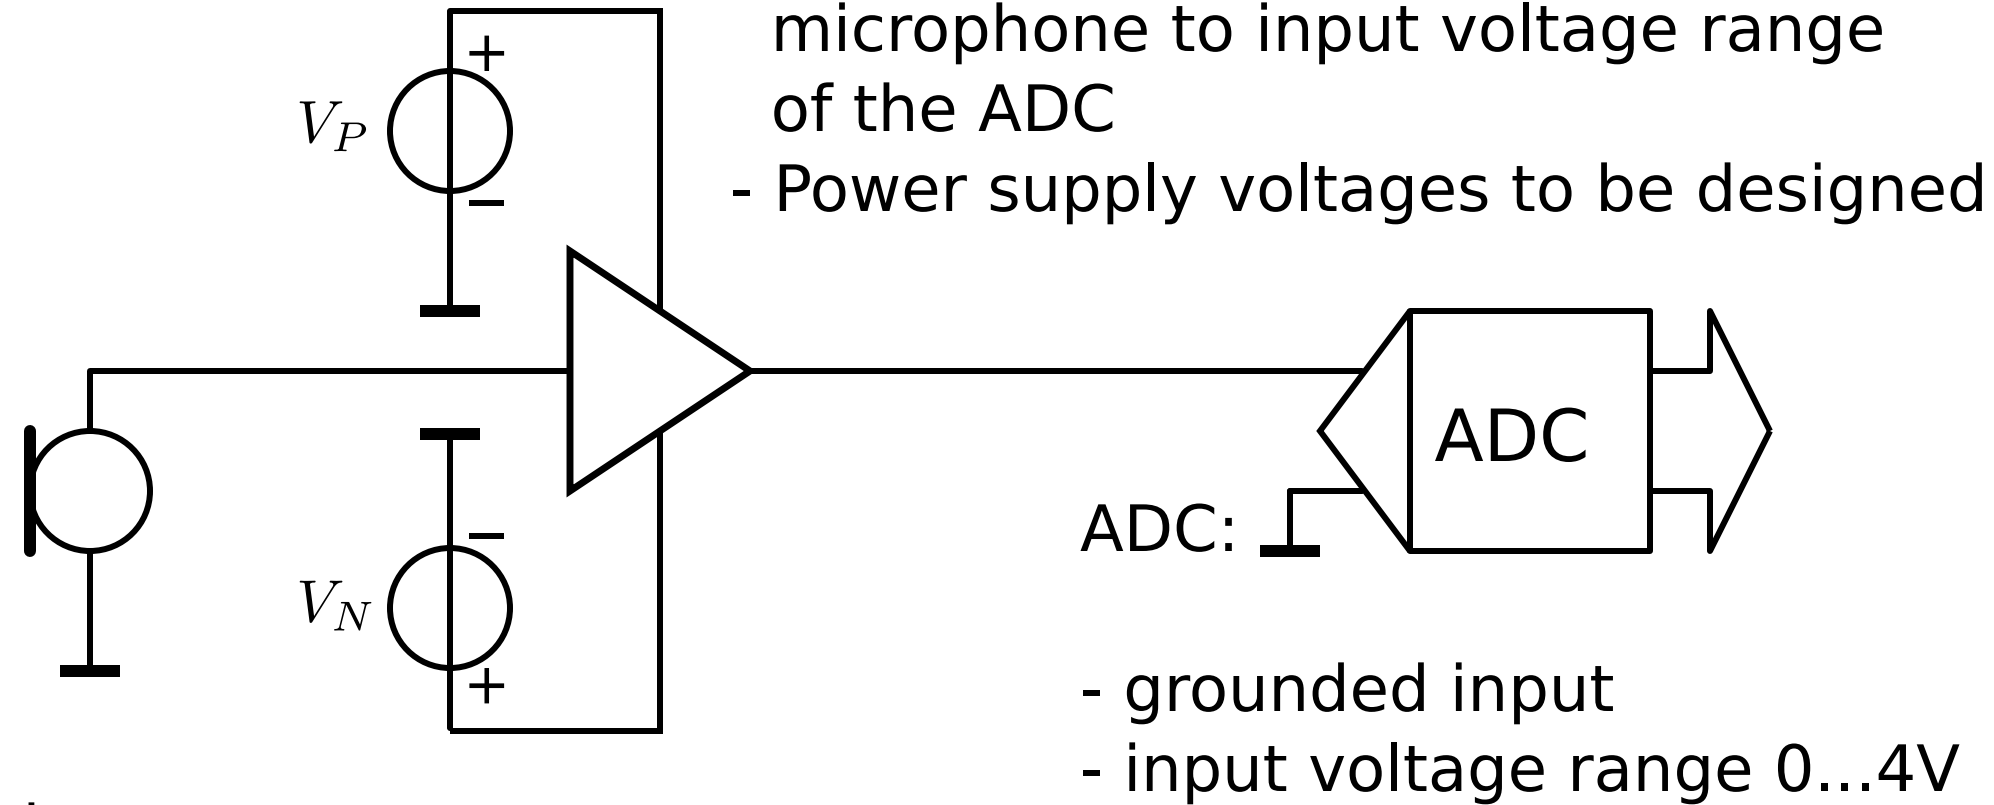 microphone to input voltage range
of the ADC
- Power supply voltages to be designed
+
V_P
−
ADC
ADC:
−
V_N
+
- grounded input
- input voltage range 0...4V